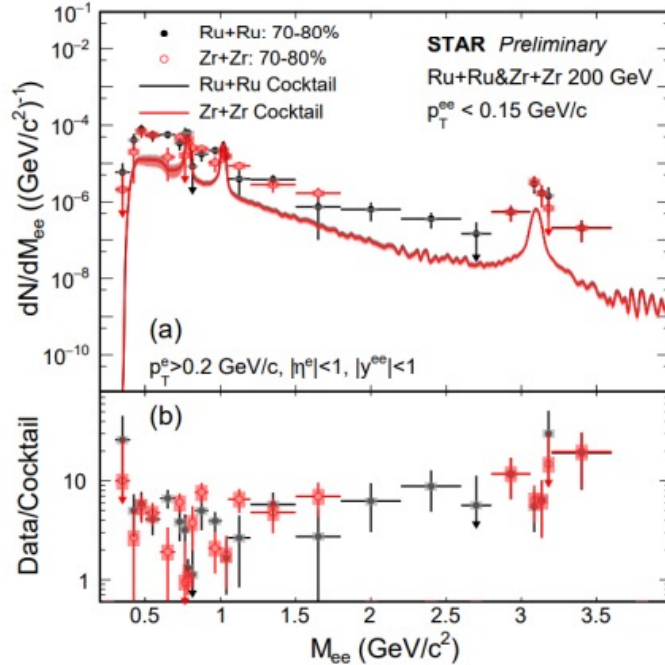 10⁻¹
Ru+Ru: 70-80%
Zr+Zr: 70-80%
Ru+Ru Cocktail
Zr+Zr Cocktail
STAR Preliminary
Ru+Ru&Zr+Zr 200 GeV
p_T^ee < 0.15 GeV/c
10⁻²
10⁻⁴
10⁻⁶
10⁻⁸
10⁻¹⁰
dN/dM_ee ((GeV/c²)⁻¹)
(a)
p_T^e>0.2 GeV/c, |η^e|<1, |y^ee|<1
(b)
Data/Cocktail
10
1
0.5 1 1.5 2 2.5 3 3.5
M_ee (GeV/c²)